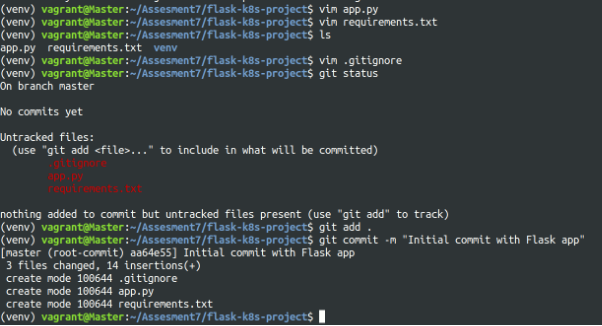 (venv) vagrant@Master:~/Assesment7/flask-k8s-project$ vim app.py
(venv) vagrant@Master:~/Assesment7/flask-k8s-project$ vim requirements.txt
(venv) vagrant@Master:~/Assesment7/flask-k8s-project$ ls
app.py  requirements.txt  venv
(venv) vagrant@Master:~/Assesment7/flask-k8s-project$ vim .gitignore
(venv) vagrant@Master:~/Assesment7/flask-k8s-project$ git status
On branch master
No commits yet
Untracked files:
  (use "git add <file>..." to include in what will be committed)
        .gitignore
        app.py
        requirements.txt
nothing added to commit but untracked files present (use "git add" to track)
(venv) vagrant@Master:~/Assesment7/flask-k8s-project$ git add .
(venv) vagrant@Master:~/Assesment7/flask-k8s-project$ git commit -m "Initial commit with Flask app"
[master (root-commit) aa64e55] Initial commit with Flask app
 3 files changed, 14 insertions(+)
 create mode 100644 .gitignore
 create mode 100644 app.py
 create mode 100644 requirements.txt
(venv) vagrant@Master:~/Assesment7/flask-k8s-project$